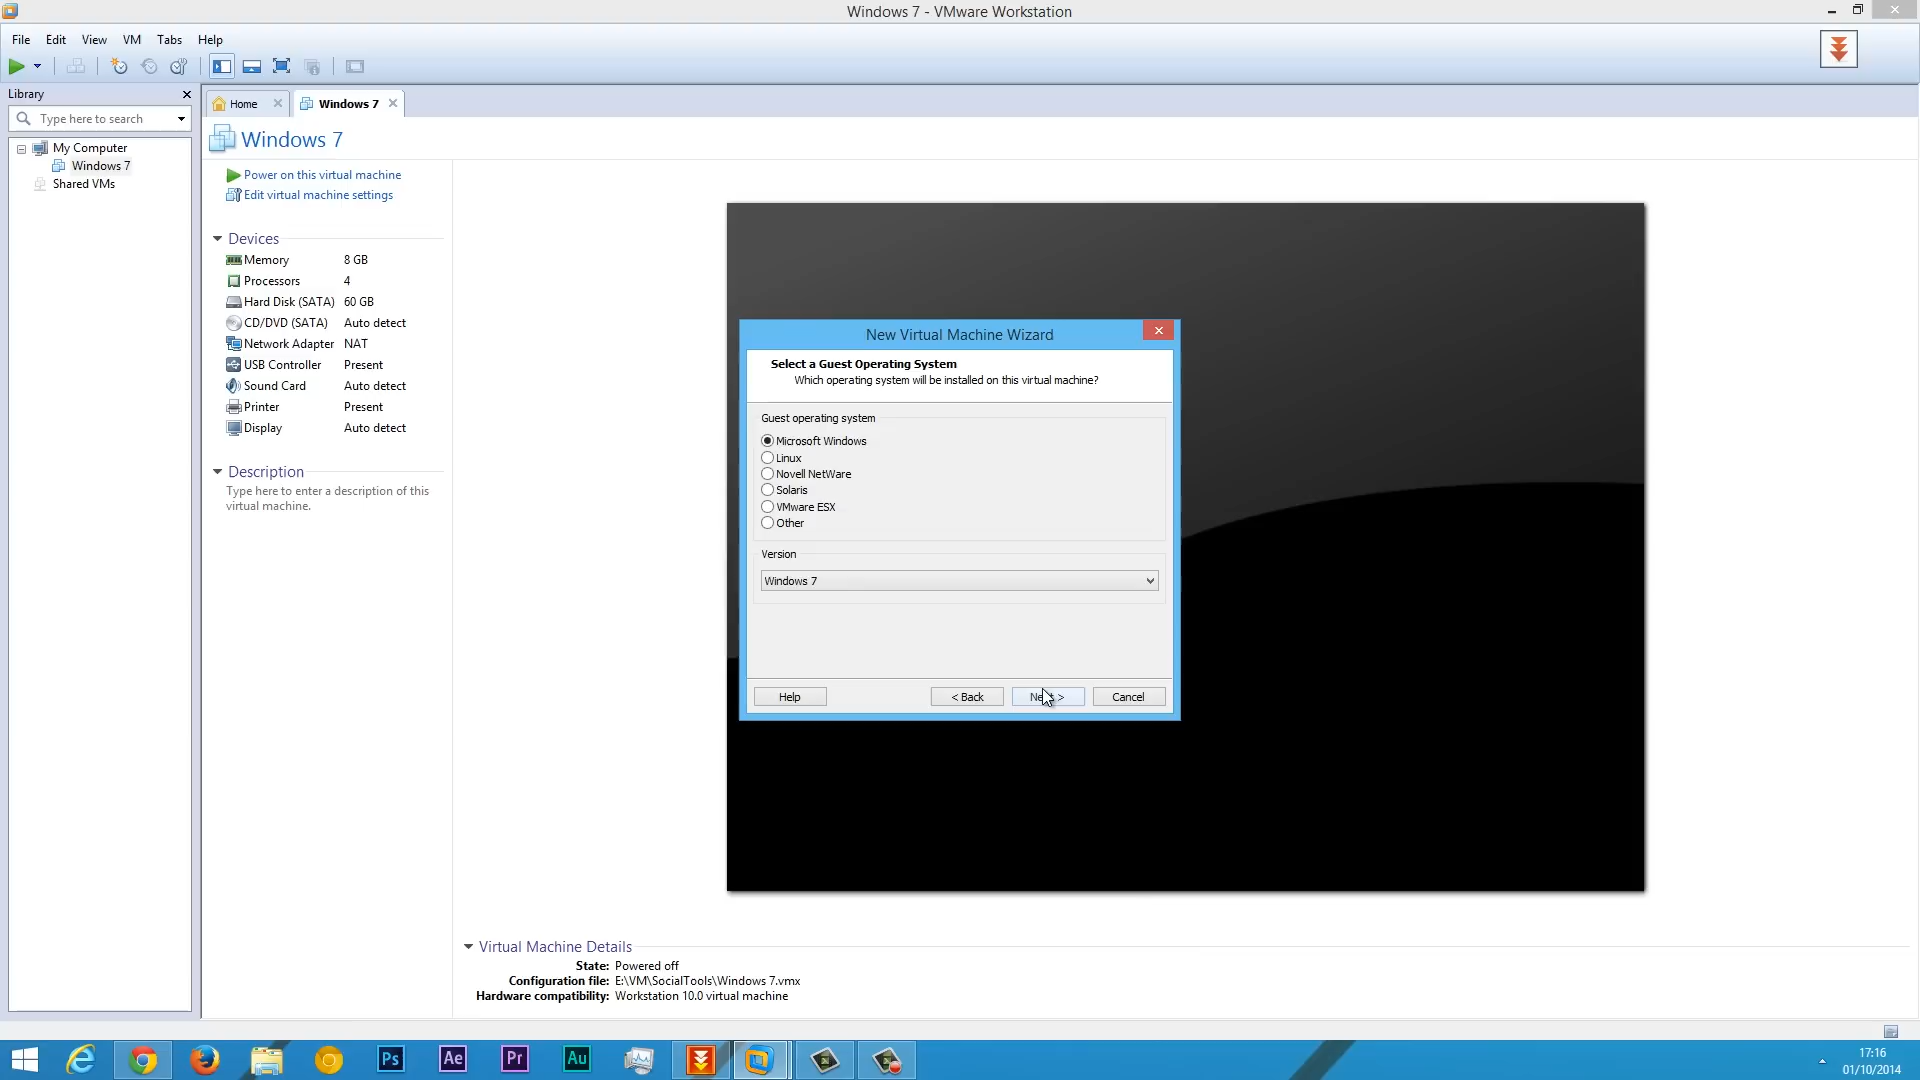 Windows 7 - VMware Workstation
File Edit View VM Tabs Help
Library
Type here to search
My Computer
Windows 7
Shared VMs
Home
Windows 7
Windows 7
Power on this virtual machine
Edit virtual machine settings
Devices
Memory 8 GB
Processors 4
Hard Disk (SATA) 60 GB
CD/DVD (SATA) Auto detect
Network Adapter NAT
USB Controller Present
Sound Card Auto detect
Printer Present
Display Auto detect
Description
Type here to enter a description of this
virtual machine.
New Virtual Machine Wizard
Select a Guest Operating System
Which operating system will be installed on this virtual machine?
Guest operating system
Microsoft Windows
Linux
Novell NetWare
Solaris
VMware ESX
Other
Version
Windows 7
Help < Back >
Cancel
Virtual Machine Details
State: Powered off
Configuration file: E:\VM\SocialTools\Windows 7.vmx
Hardware compatibility: Workstation 10.0 virtual machine
Ps Ae Pr Au
17:16
01/10/2014